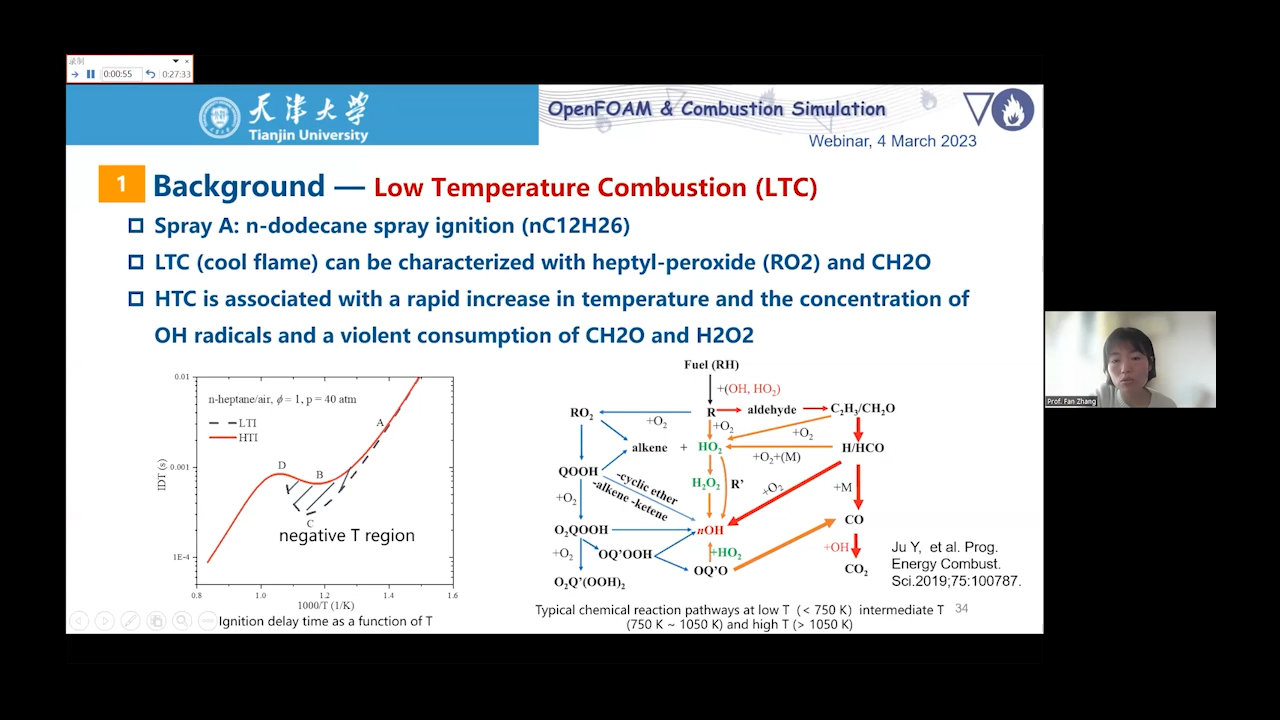 录制
0:00:55
0:27:33
天津大学
Tianjin University
OpenFOAM & Combustion Simulation
Webinar, 4 March 2023
1
Background — Low Temperature Combustion (LTC)
Spray A: n-dodecane spray ignition (nC12H26)
LTC (cool flame) can be characterized with heptyl-peroxide (RO2) and CH2O
HTC is associated with a rapid increase in temperature and the concentration of
OH radicals and a violent consumption of CH2O and H2O2
0.01
n-heptane/air, ϕ = 1, p = 40 atm
LTI
HTI
A
D
B
C
0.001
1E-4
IDT (s)
negative T region
0.8 1.0 1.2 1.4 1.6
1000/T (1/K)
Ignition delay time as a function of T
Fuel (RH)
+(OH, HO₂)
RO₂
+O₂
R
aldehyde
C₂H₃/CH₂O
+O₂
+O₂
alkene + HO₂
+O₂+(M)
H/HCO
QOOH
-cyclic ether
-alkene -ketene
H₂O₂
R’
+O₂
+M
+O₂
O₂QOOH
nOH
CO
+O₂
OQ’OOH
+HO₂
+OH
OQ’O
O₂Q’(OOH)₂
CO₂
Ju Y, et al. Prog.
Energy Combust.
Sci.2019;75:100787.
Typical chemical reaction pathways at low T (< 750 K) intermediate T
(750 K ~ 1050 K) and high T (> 1050 K)
34
Prof. Fan Zhang